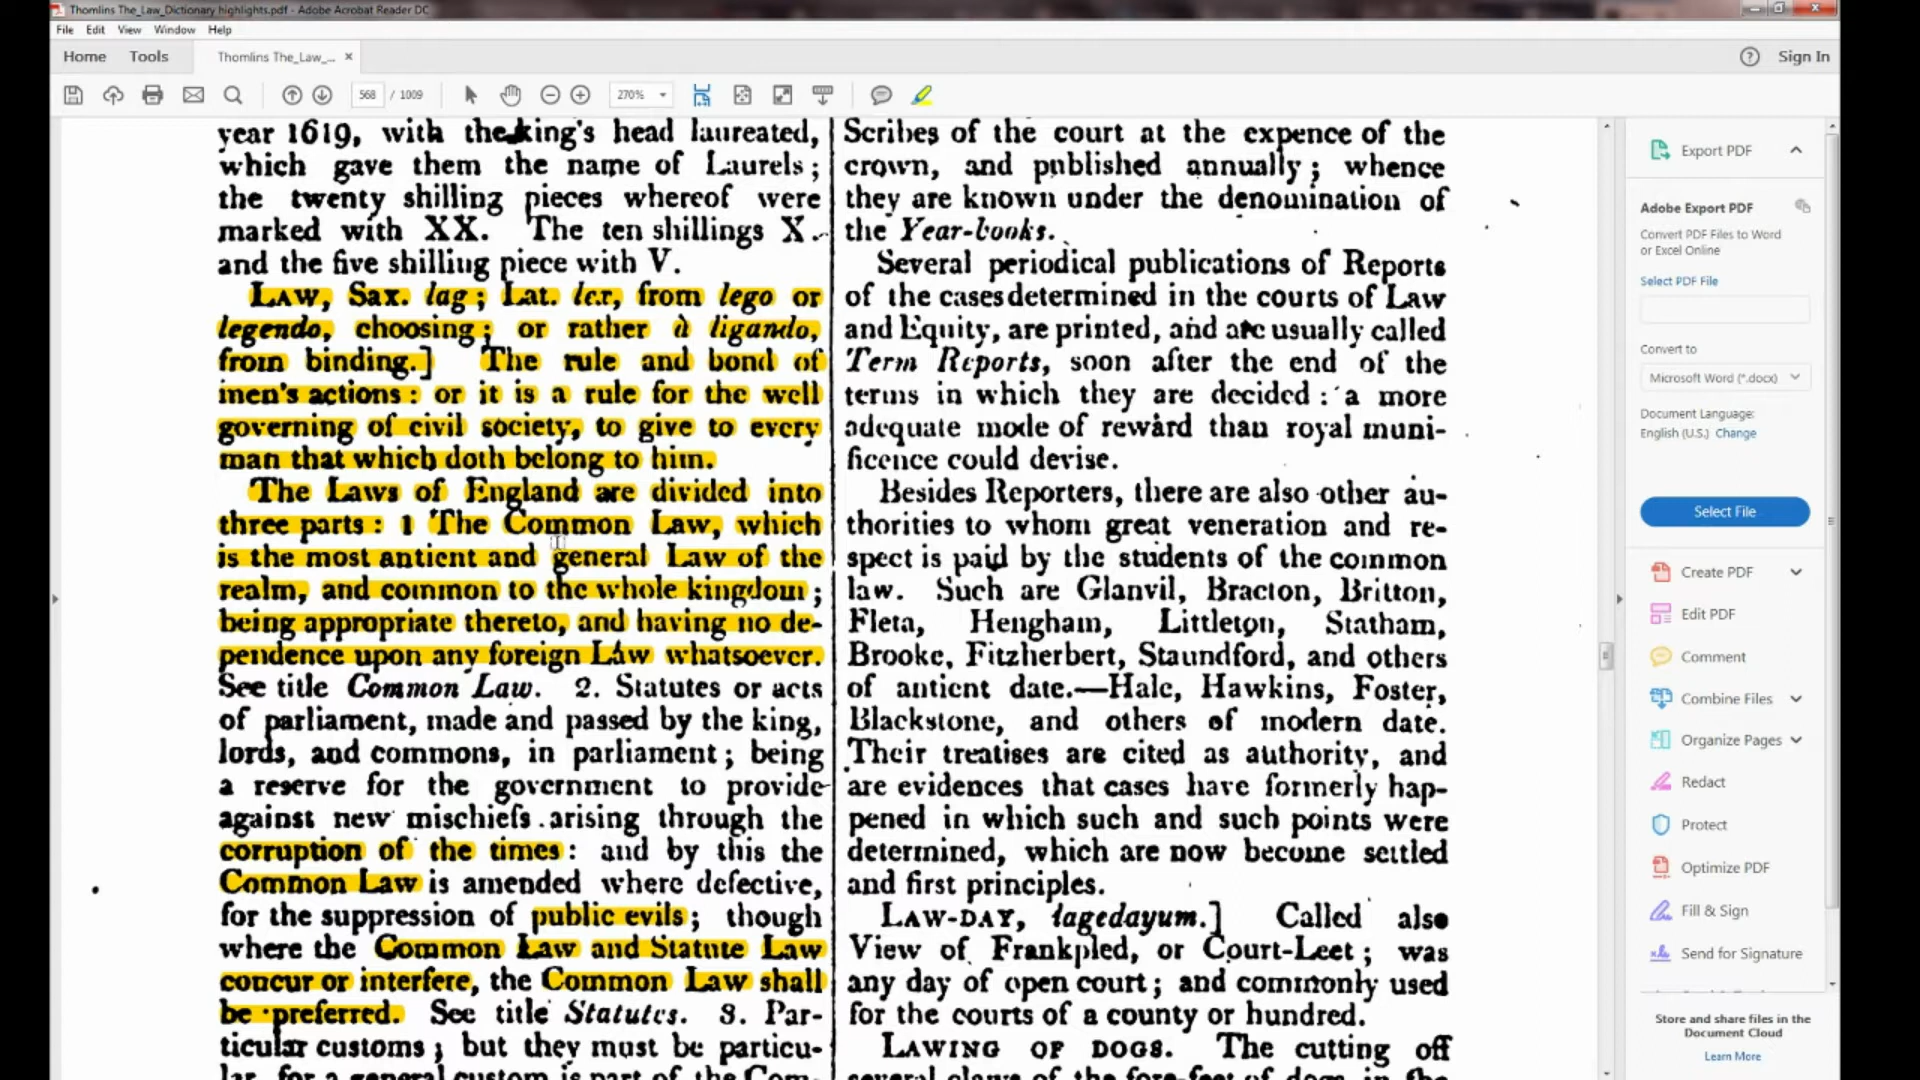 Thomlins The_Law_Dictionary highlights.pdf - Adobe Acrobat Reader DC
File Edit View Window Help
Home Tools Thomlins The_Law_... × Sign In
568 / 1009 270%
year 1619, with the king's head laureated,
which gave them the name of Laurels;
the twenty shilling pieces whereof were
marked with XX. The ten shillings X.
and the five shilling piece with V.
LAW, Sax. lag; Lat. lex, from lego or
legendo, choosing; or rather à ligando,
from binding.] The rule and bond of
men's actions: or it is a rule for the well
governing of civil society, to give to every
man that which doth belong to him.
The Laws of England are divided into
three parts: 1 The Common Law, which
is the most antient and general Law of the
realm, and common to the whole kingdom;
being appropriate thereto, and having no de-
pendence upon any foreign Law whatsoever.
See title Common Law. 2. Statutes or acts
of parliament, made and passed by the king,
lords, and commons, in parliament; being
a reserve for the government to provide
against new mischiefs arising through the
corruption of the times: and by this the
Common Law is amended where defective,
for the suppression of public evils; though
where the Common Law and Statute Law
concur or interfere, the Common Law shall
be preferred. See title Statutes. 3. Par-
ticular customs; but they must be particu-
lar, for a general custom is part of the Com-
Scribes of the court at the expence of the
crown, and published annually; whence
they are known under the denomination of
the Year-books.
Several periodical publications of Reports
of the cases determined in the courts of Law
and Equity, are printed, and are usually called
Term Reports, soon after the end of the
terms in which they are decided: a more
adequate mode of reward than royal muni-
ficence could devise.
Besides Reporters, there are also other au-
thorities to whom great veneration and re-
spect is paid by the students of the common
law. Such are Glanvil, Bracton, Britton,
Fleta, Hengham, Littleton, Statham,
Brooke, Fitzherbert, Staundford, and others
of antient date.—Hale, Hawkins, Foster,
Blackstone, and others of modern date.
Their treatises are cited as authority, and
are evidences that cases have formerly hap-
pened in which such and such points were
determined, which are now become settled
and first principles.
LAW-DAY, lagedayum.] Called also
View of Frankpled, or Court-Leet; was
any day of open court; and commonly used
for the courts of a county or hundred.
LAWING OF DOGS. The cutting off
several claws of the fore-feet of dogs in the
Export PDF
Adobe Export PDF
Convert PDF Files to Word
or Excel Online
Select PDF File
Convert to
Microsoft Word (*.docx)
Document Language:
English (U.S.) Change
Select File
Create PDF
Edit PDF
Comment
Combine Files
Organize Pages
Redact
Protect
Optimize PDF
Fill & Sign
Send for Signature
Store and share files in the
Document Cloud
Learn More